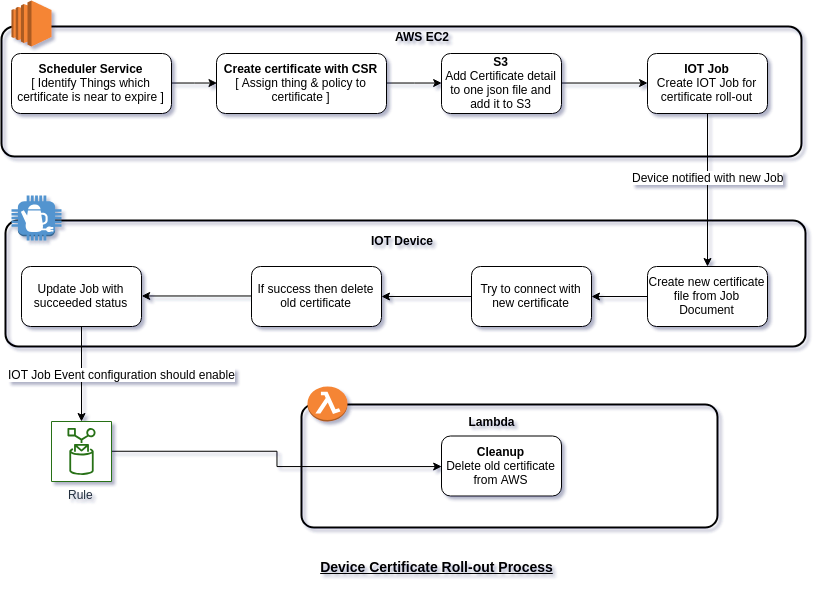 AWS EC2
Scheduler Service
[ Identify Things which
certificate is near to expire ]
Create certificate with CSR
[ Assign thing & policy to
certificate ]
S3
Add Certificate detail
to one json file and
add it to S3
IOT Job
Create IOT Job for
certificate roll-out
Device notified with new Job
IOT Device
Update Job with
succeeded status
If success then delete
old certificate
Try to connect with
new certificate
Create new certificate
file from Job
Document
IOT Job Event configuration should enable
Rule
Lambda
Cleanup
Delete old certificate
from AWS
Device Certificate Roll-out Process